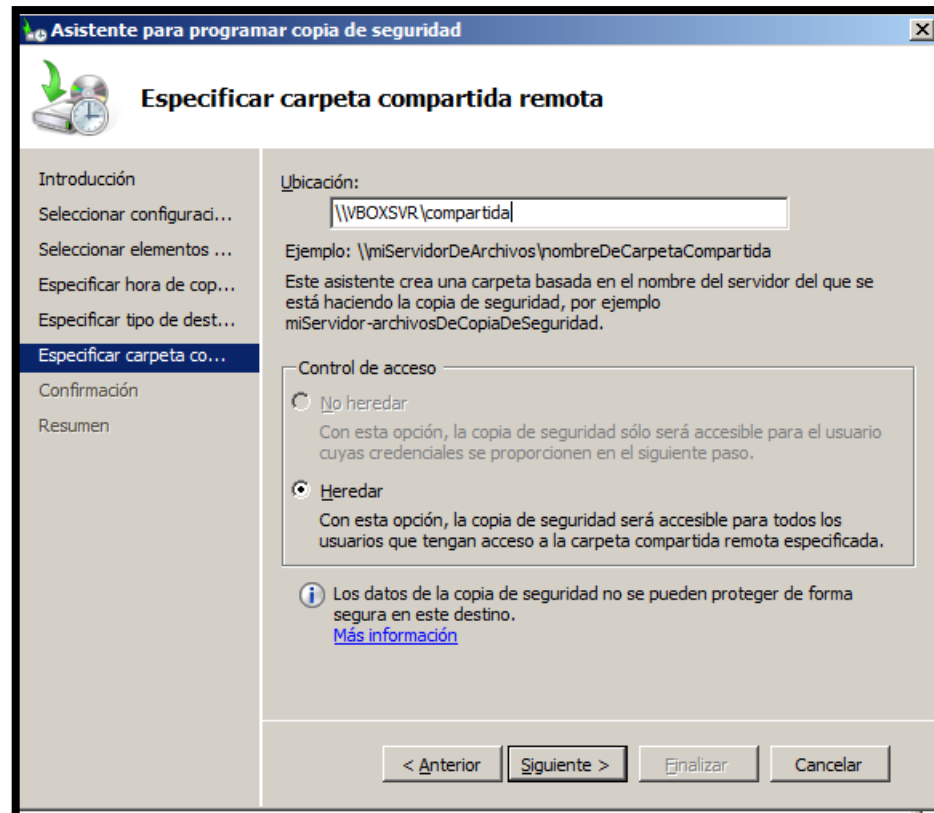 Asistente para programar copia de seguridad
Especificar carpeta compartida remota
Introducción
Seleccionar configuraci...
Seleccionar elementos ...
Especificar hora de cop...
Especificar tipo de dest...
Especificar carpeta co...
Confirmación
Resumen
Ubicación:
\\VBOXSVR\compartida
Ejemplo: \\miServidorDeArchivos\nombreDeCarpetaCompartida
Este asistente crea una carpeta basada en el nombre del servidor del que se
está haciendo la copia de seguridad, por ejemplo
miServidor-archivosDeCopiaDeSeguridad.
Control de acceso
No heredar
Con esta opción, la copia de seguridad sólo será accesible para el usuario
cuyas credenciales se proporcionen en el siguiente paso.
Heredar
Con esta opción, la copia de seguridad será accesible para todos los
usuarios que tengan acceso a la carpeta compartida remota especificada.
Los datos de la copia de seguridad no se pueden proteger de forma
segura en este destino.
Más información
< Anterior
Siguiente >
Finalizar
Cancelar